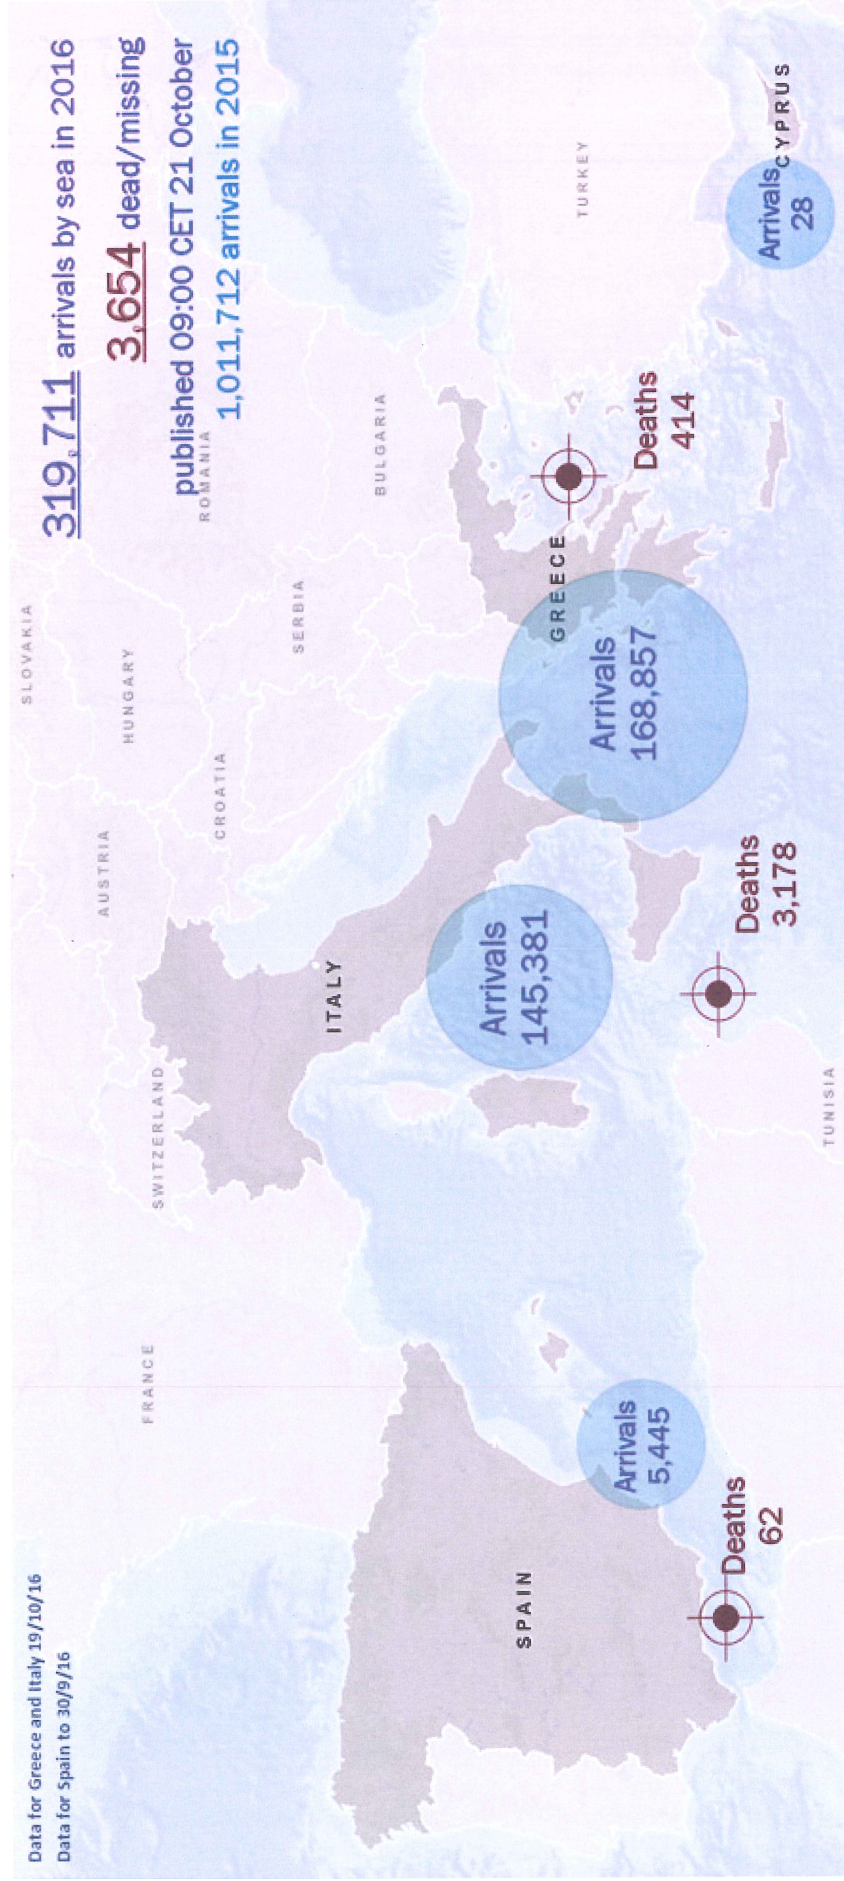 Data for Greece and Italy 19/10/16
Data for Spain to 30/9/16
319,711 arrivals by sea in 2016
3,654 dead/missing
published 09:00 CET 21 October
1,011,712 arrivals in 2015
SLOVAKIA
AUSTRIA
HUNGARY
FRANCE
SWITZERLAND
CROATIA
ROMANIA
SERBIA
BULGARIA
ITALY
SPAIN
GREECE
TURKEY
Arrivals
145,381
Arrivals
168,857
Deaths
414
Arrivals
5,445
Deaths
62
Deaths
3,178
Arrivals
28
CYPRUS
TUNISIA